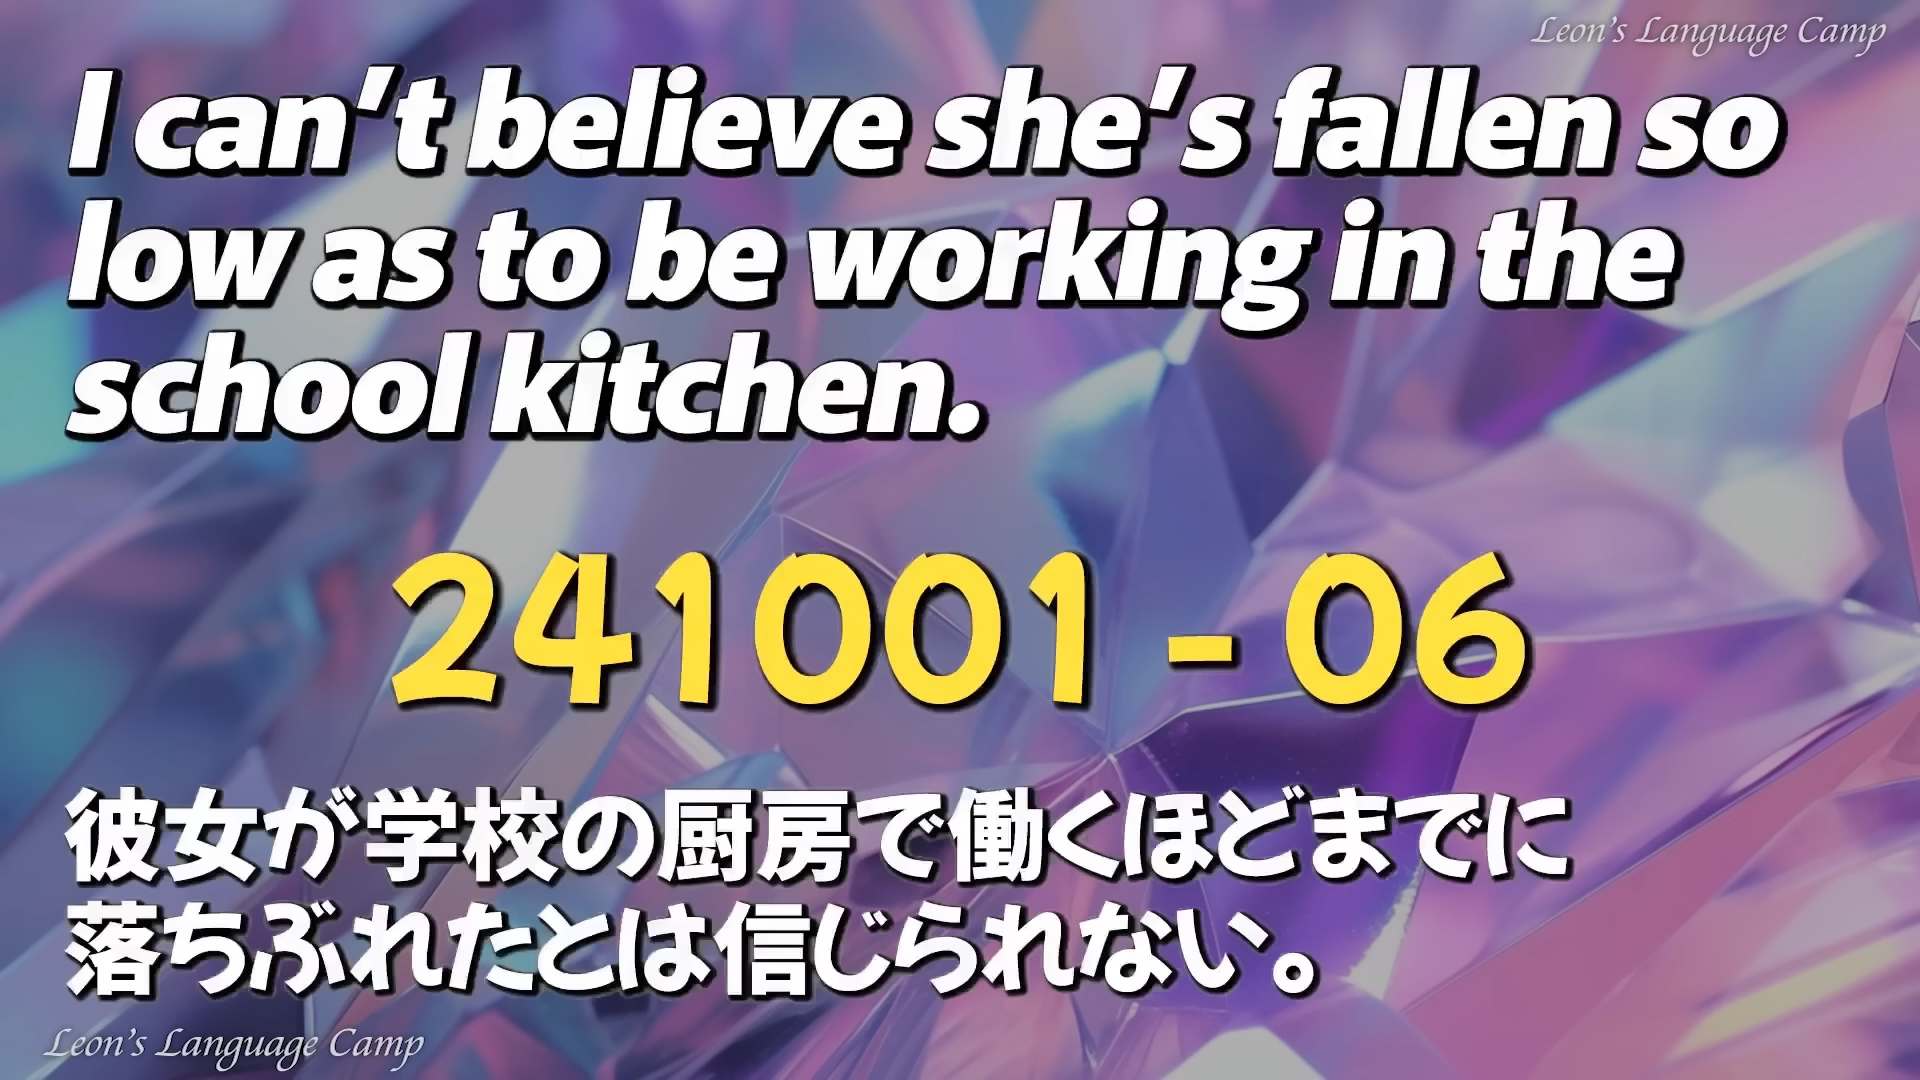 Leon's Language Camp
I can't believe she's fallen so
low as to be working in the
school kitchen.
241001 - 06
彼女が学校の厨房で働くほどまでに
落ちぶれたとは信じられない。
Leon's Language Camp